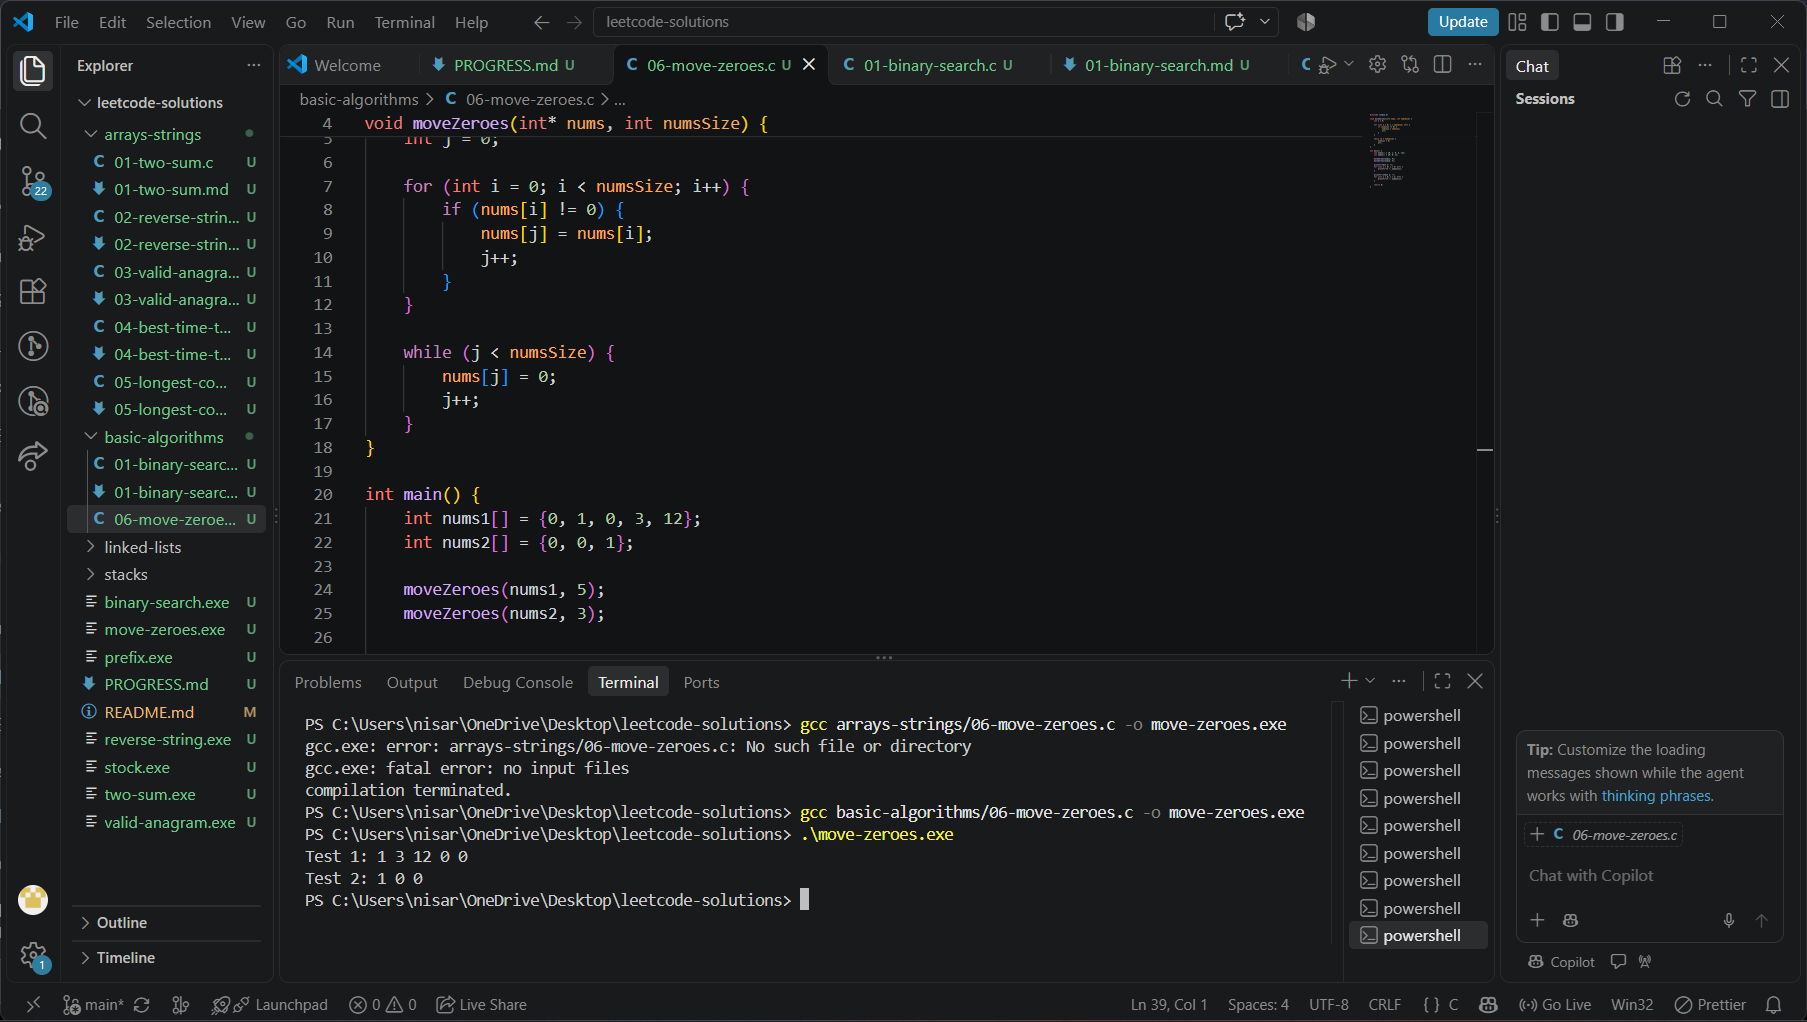 File Edit Selection View Go Run Terminal Help
leetcode-solutions
Update
Explorer
leetcode-solutions
arrays-strings
C 01-two-sum.c U
01-two-sum.md U
C 02-reverse-strin... U
02-reverse-strin... U
C 03-valid-anagra... U
03-valid-anagra... U
C 04-best-time-t... U
04-best-time-t... U
C 05-longest-co... U
05-longest-co... U
basic-algorithms
C 01-binary-searc... U
01-binary-searc... U
C 06-move-zeroe... U
linked-lists
stacks
binary-search.exe U
move-zeroes.exe U
prefix.exe U
PROGRESS.md U
README.md M
reverse-string.exe U
stock.exe U
two-sum.exe U
valid-anagram.exe U
Outline
Timeline
22
1
Welcome
PROGRESS.md U
C 06-move-zeroes.c U
C 01-binary-search.c U
01-binary-search.md U
C
basic-algorithms > C 06-move-zeroes.c > ...
4 void moveZeroes(int* nums, int numsSize) {
5 int j = 0;
6
7 for (int i = 0; i < numsSize; i++) {
8 if (nums[i] != 0) {
9 nums[j] = nums[i];
10 j++;
11 }
12 }
13
14 while (j < numsSize) {
15 nums[j] = 0;
16 j++;
17 }
18 }
19
20 int main() {
21 int nums1[] = {0, 1, 0, 3, 12};
22 int nums2[] = {0, 0, 1};
23
24 moveZeroes(nums1, 5);
25 moveZeroes(nums2, 3);
26
Problems Output Debug Console Terminal Ports
PS C:\Users\nisar\OneDrive\Desktop\leetcode-solutions> gcc arrays-strings/06-move-zeroes.c -o move-zeroes.exe
gcc.exe: error: arrays-strings/06-move-zeroes.c: No such file or directory
gcc.exe: fatal error: no input files
compilation terminated.
PS C:\Users\nisar\OneDrive\Desktop\leetcode-solutions> gcc basic-algorithms/06-move-zeroes.c -o move-zeroes.exe
PS C:\Users\nisar\OneDrive\Desktop\leetcode-solutions> .\move-zeroes.exe
Test 1: 1 3 12 0 0
Test 2: 1 0 0
PS C:\Users\nisar\OneDrive\Desktop\leetcode-solutions>
powershell
powershell
powershell
powershell
powershell
powershell
powershell
powershell
powershell
Chat
Sessions
Tip: Customize the loading
messages shown while the agent
works with thinking phrases.
C 06-move-zeroes.c
Chat with Copilot
Copilot
main* Launchpad 0 0 Live Share
Ln 39, Col 1 Spaces: 4 UTF-8 CRLF { } C Go Live Win32 Prettier